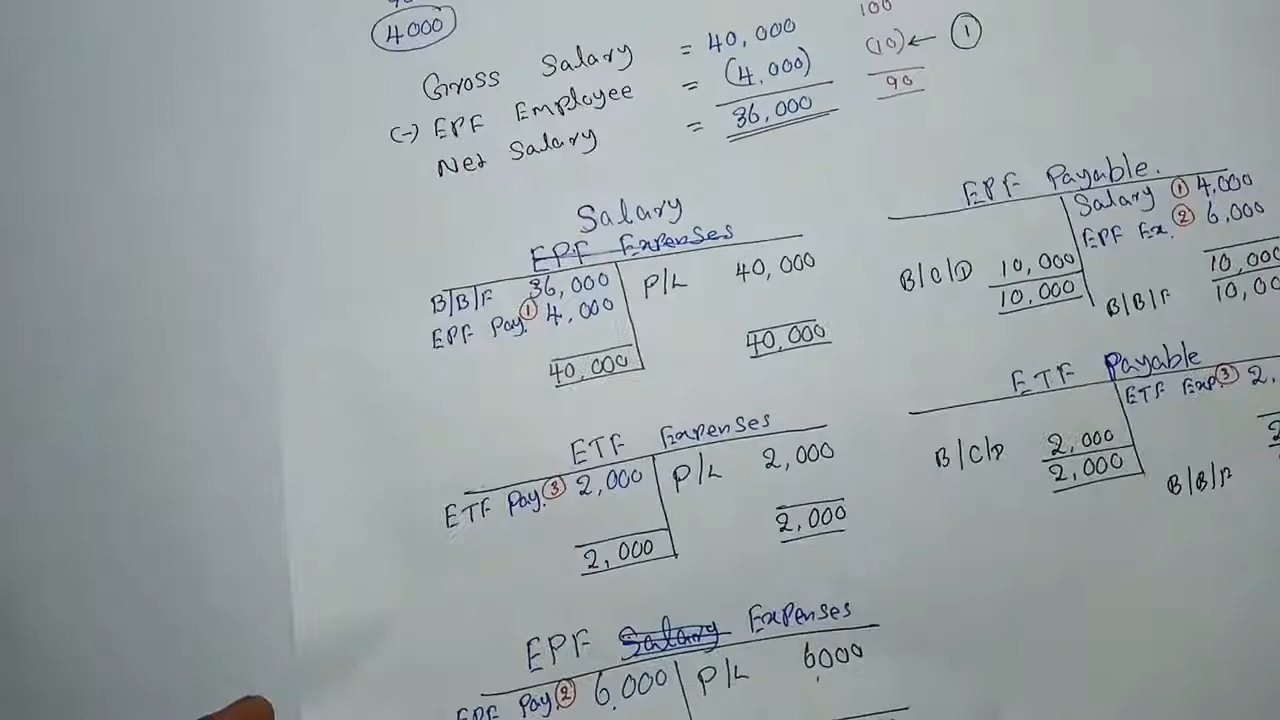 4000
Gross Salary = 40,000 100
(-) EPF Employee = (4,000) (10) ← 1
Net Salary = 36,000 90
Salary
EPF Expenses
B/B/F 36,000 P/L 40,000
EPF Pay. 1 4,000
40,000 40,000
EPF Payable.
Salary 1 4,000
EPF Ex. 2 6,000
B/C/D 10,000 10,000
10,000
B/B/F
ETF Expenses
ETF Pay. 3 2,000 P/L 2,000
2,000 2,000
ETF Payable
ETF Exp. 3
B/C/D 2,000
2,000
B/B/F
EPF Salary Expenses
EPF Pay. 2 6,000 P/L 6000